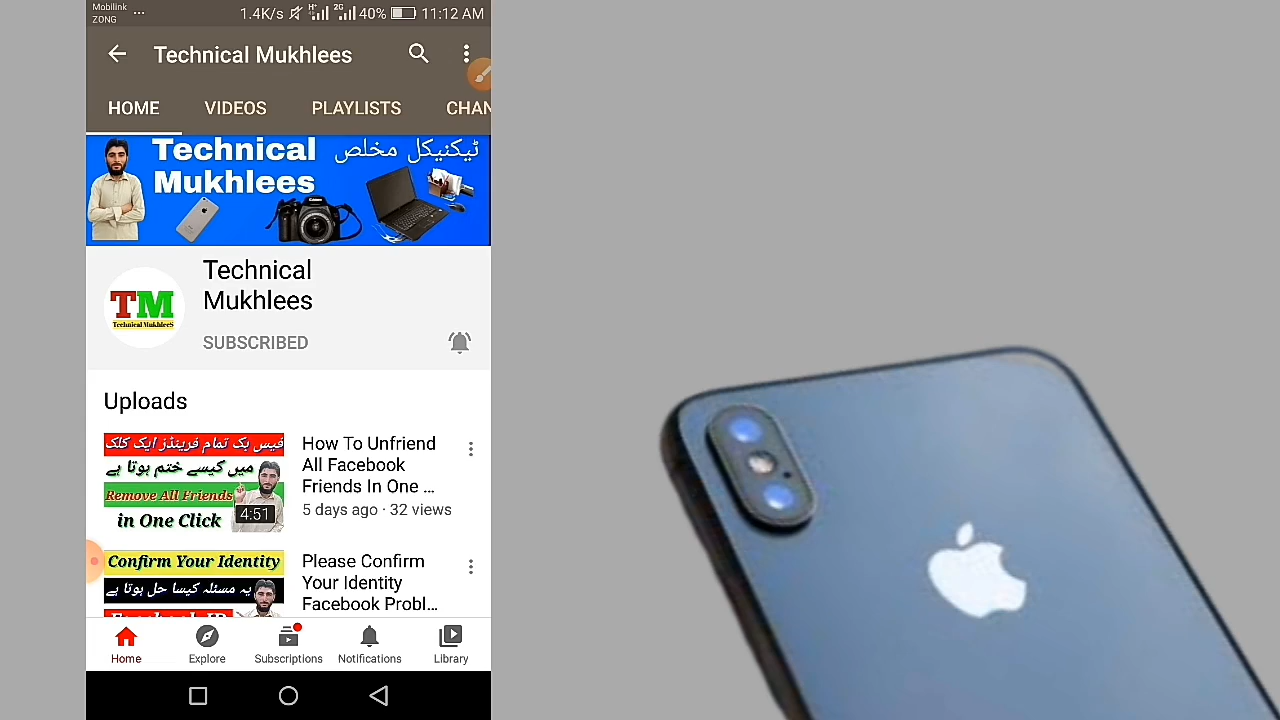 Mobilink
ZONG
1.4K/s
H+
2G
40%
11:12 AM
Technical Mukhlees
HOME
VIDEOS
PLAYLISTS
CHAN
Technical
Mukhlees
ٹیکنیکل مخلص
Canon
Technical
Mukhlees
TM
Technical MukhleeS
SUBSCRIBED
Uploads
فیس بک تمام فرینڈز ایک کلک
میں کیسے ختم ہوتا ہے
Remove All Friends
in One Click
4:51
How To Unfriend
All Facebook
Friends In One ...
5 days ago · 32 views
Confirm Your Identity
یہ مسئلہ کیسا حل ہوتا ہے
Please Confirm
Your Identity
Facebook Probl...
Home
Explore
Subscriptions
Notifications
Library